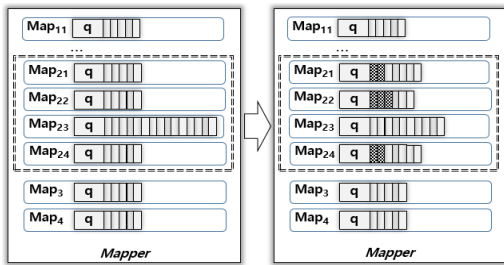 Map11 q
...
Map21 q
Map22 q
Map23 q
Map24 q
Map3 q
Map4 q
Mapper
Map11 q
...
Map21 q
Map22 q
Map23 q
Map24 q
Map3 q
Map4 q
Mapper